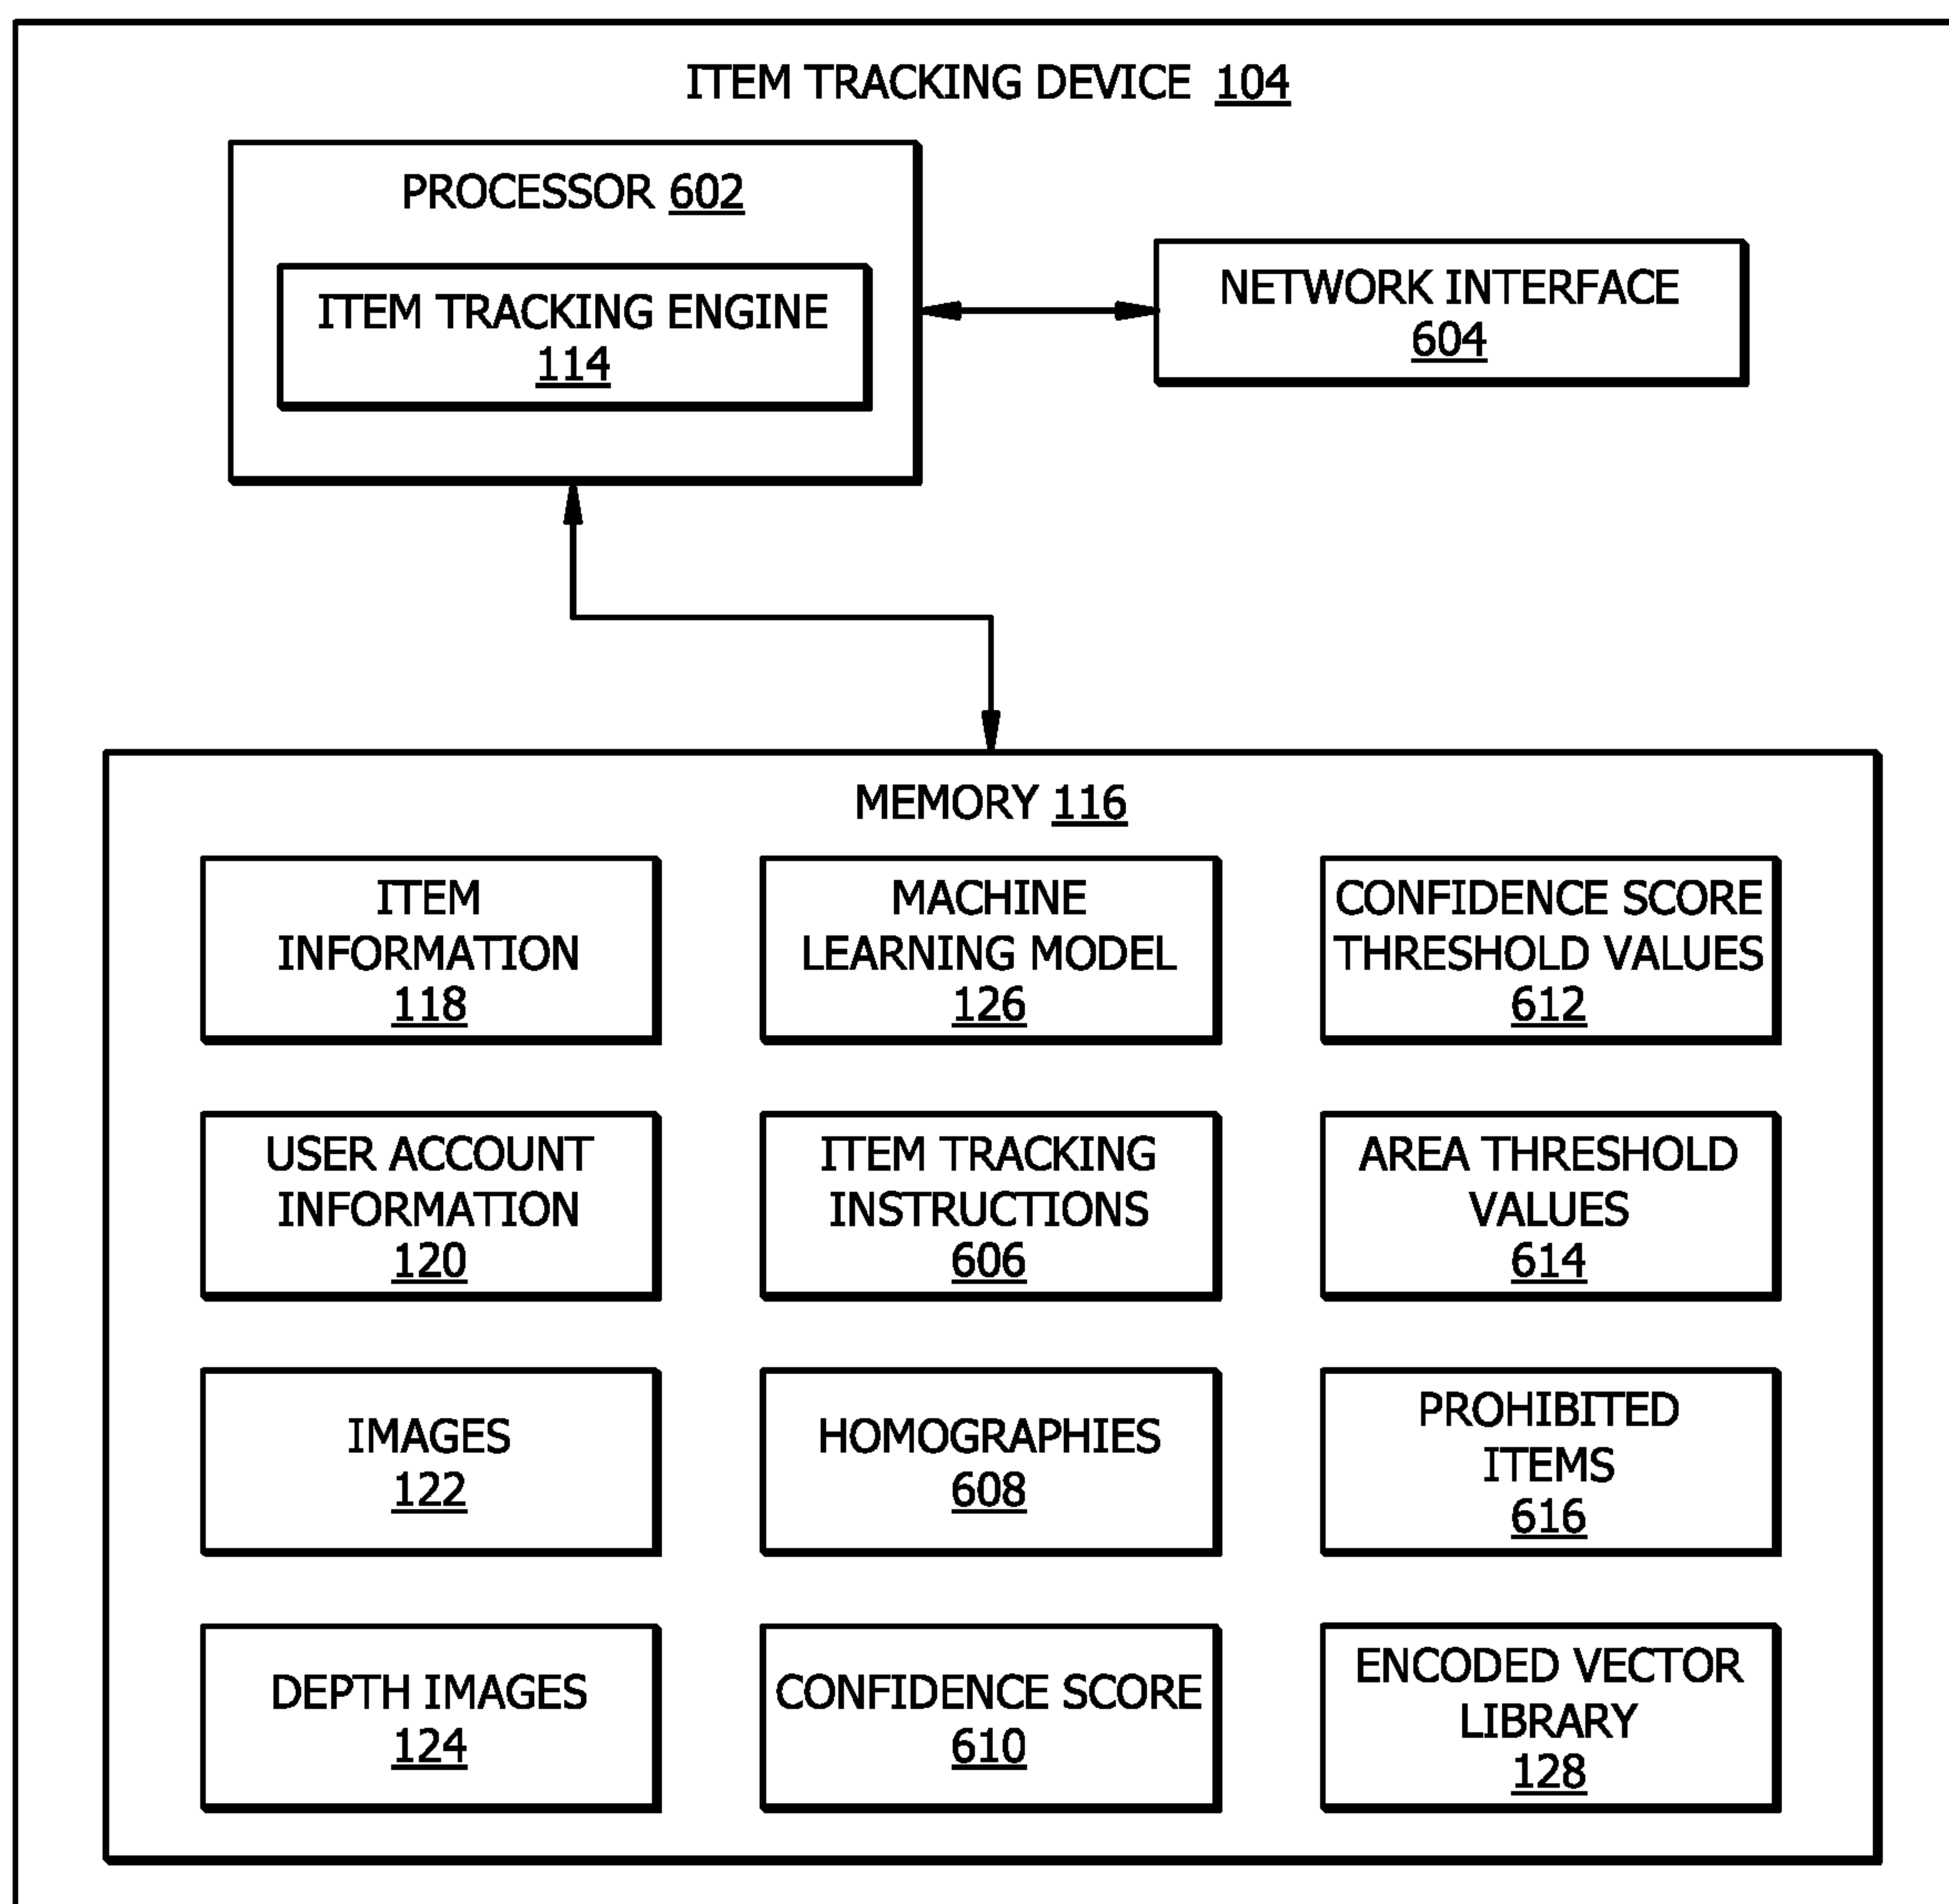 ITEM TRACKING DEVICE 104
PROCESSOR 602
ITEM TRACKING ENGINE
114
NETWORK INTERFACE
604
MEMORY 116
ITEM
INFORMATION
118
MACHINE
LEARNING MODEL
126
CONFIDENCE SCORE
THRESHOLD VALUES
612
USER ACCOUNT
INFORMATION
120
ITEM TRACKING
INSTRUCTIONS
606
AREA THRESHOLD
VALUES
614
IMAGES
122
HOMOGRAPHIES
608
PROHIBITED
ITEMS
616
DEPTH IMAGES
124
CONFIDENCE SCORE
610
ENCODED VECTOR
LIBRARY
128